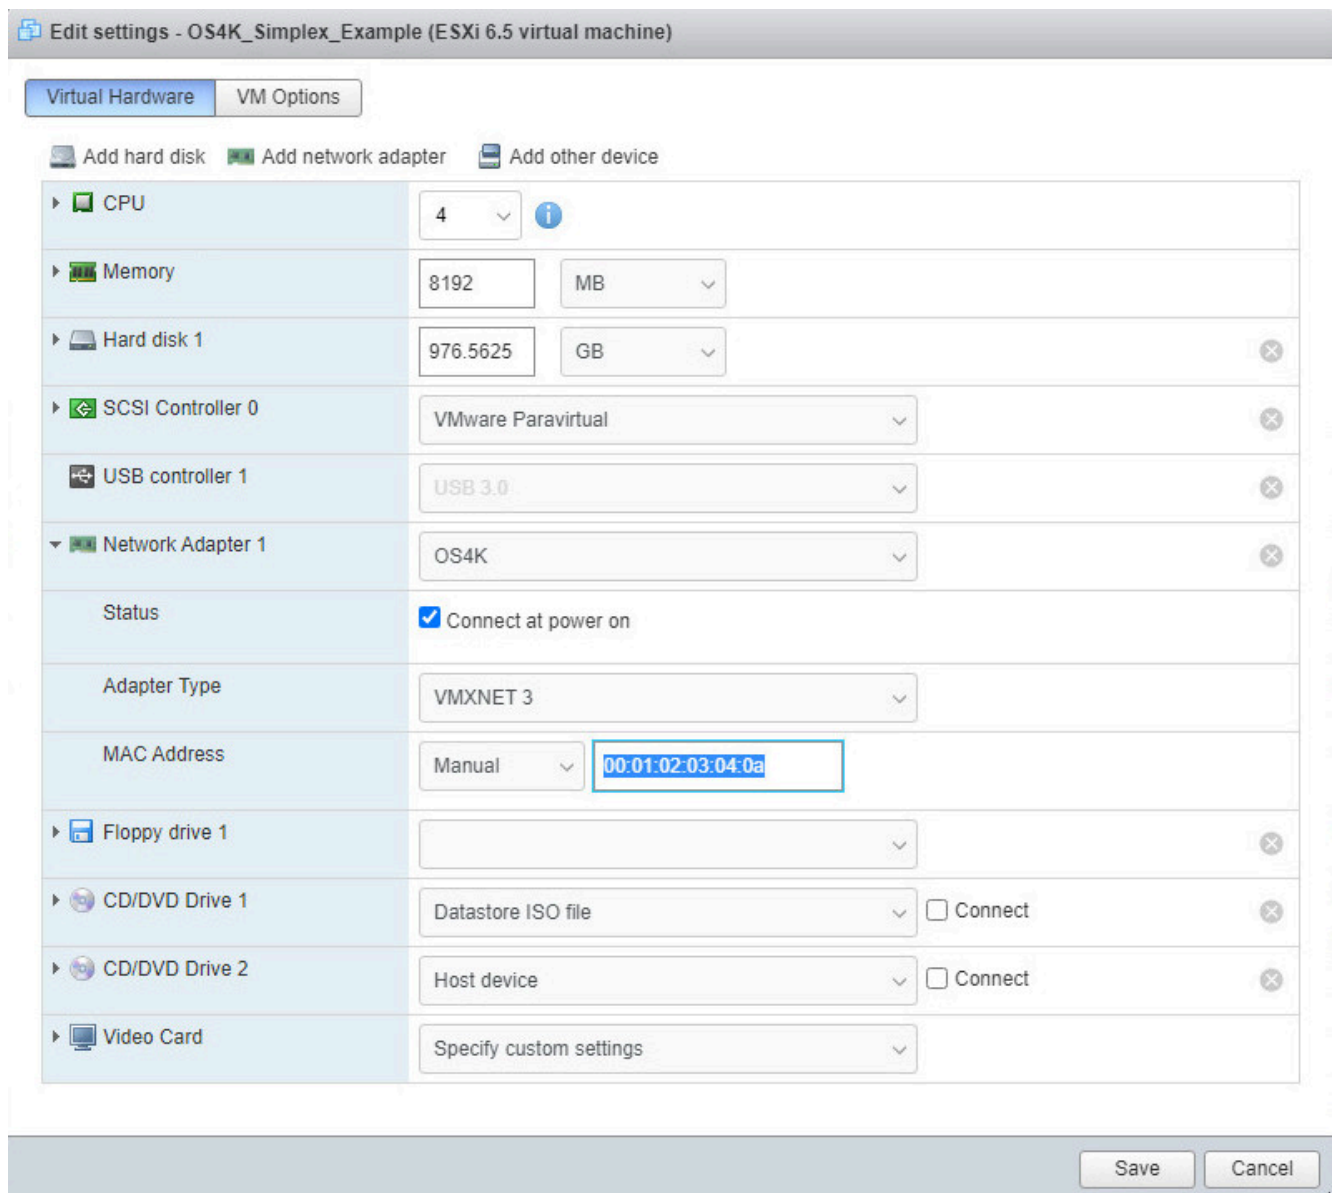 Edit settings - OS4K_Simplex_Example (ESXi 6.5 virtual machine)
Virtual Hardware VM Options
Add hard disk Add network adapter Add other device
CPU 4
Memory 8192 MB
Hard disk 1 976.5625 GB
SCSI Controller 0 VMware Paravirtual
USB controller 1 USB 3.0
Network Adapter 1 OS4K
Status Connect at power on
Adapter Type VMXNET 3
MAC Address Manual 00:01:02:03:04:0a
Floppy drive 1
CD/DVD Drive 1 Datastore ISO file Connect
CD/DVD Drive 2 Host device Connect
Video Card Specify custom settings
Save Cancel